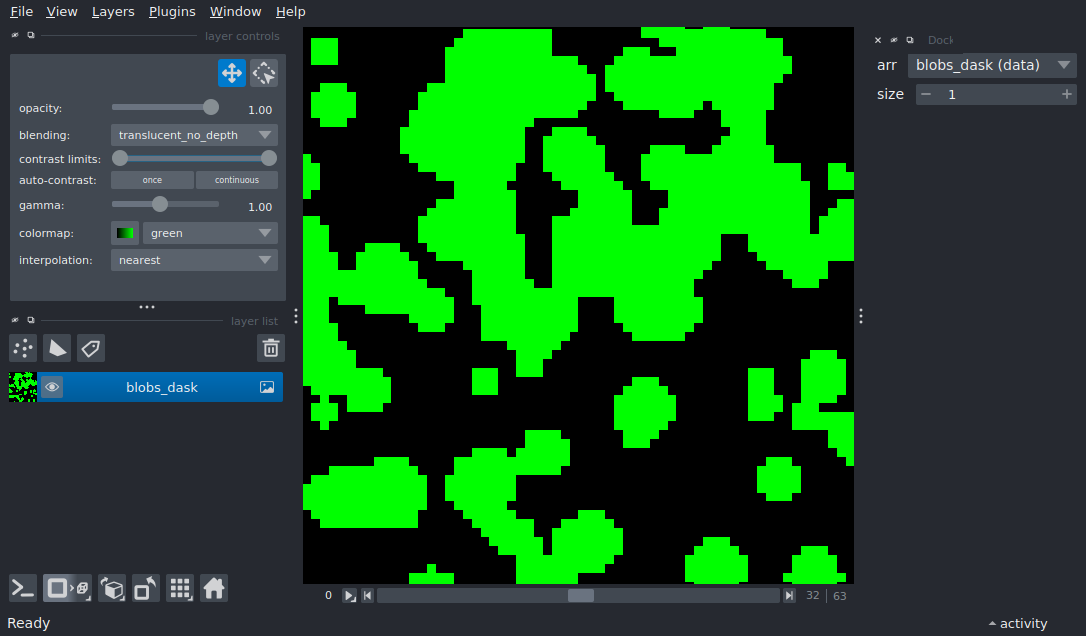 File View Layers Plugins Window Help
layer controls
opacity: 1.00
blending: translucent_no_depth
contrast limits:
auto-contrast: once continuous
gamma: 1.00
colormap: green
interpolation: nearest
layer list
blobs_dask
Dock
arr blobs_dask (data)
size 1
0 32 63
Ready
activity